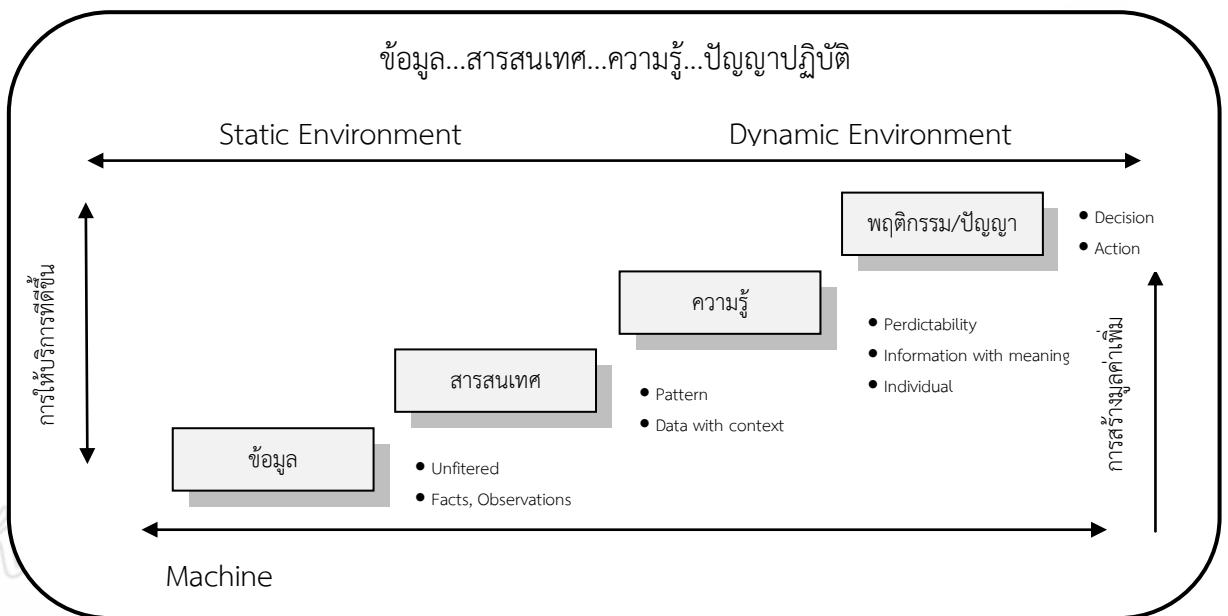 ข้อมูล...สารสนเทศ...ความรู้...ปัญญาปฏิบัติ
Static Environment
Dynamic Environment
พฤติกรรม/ปัญญา
• Decision
• Action
การให้บริการที่ดีขึ้น
ความรู้
• Perdictability
• Information with meaning
• Individual
การสร้างมูลค่าเพิ่ม
สารสนเทศ
• Pattern
• Data with context
ข้อมูล
• Unfitered
• Facts, Observations
Machine